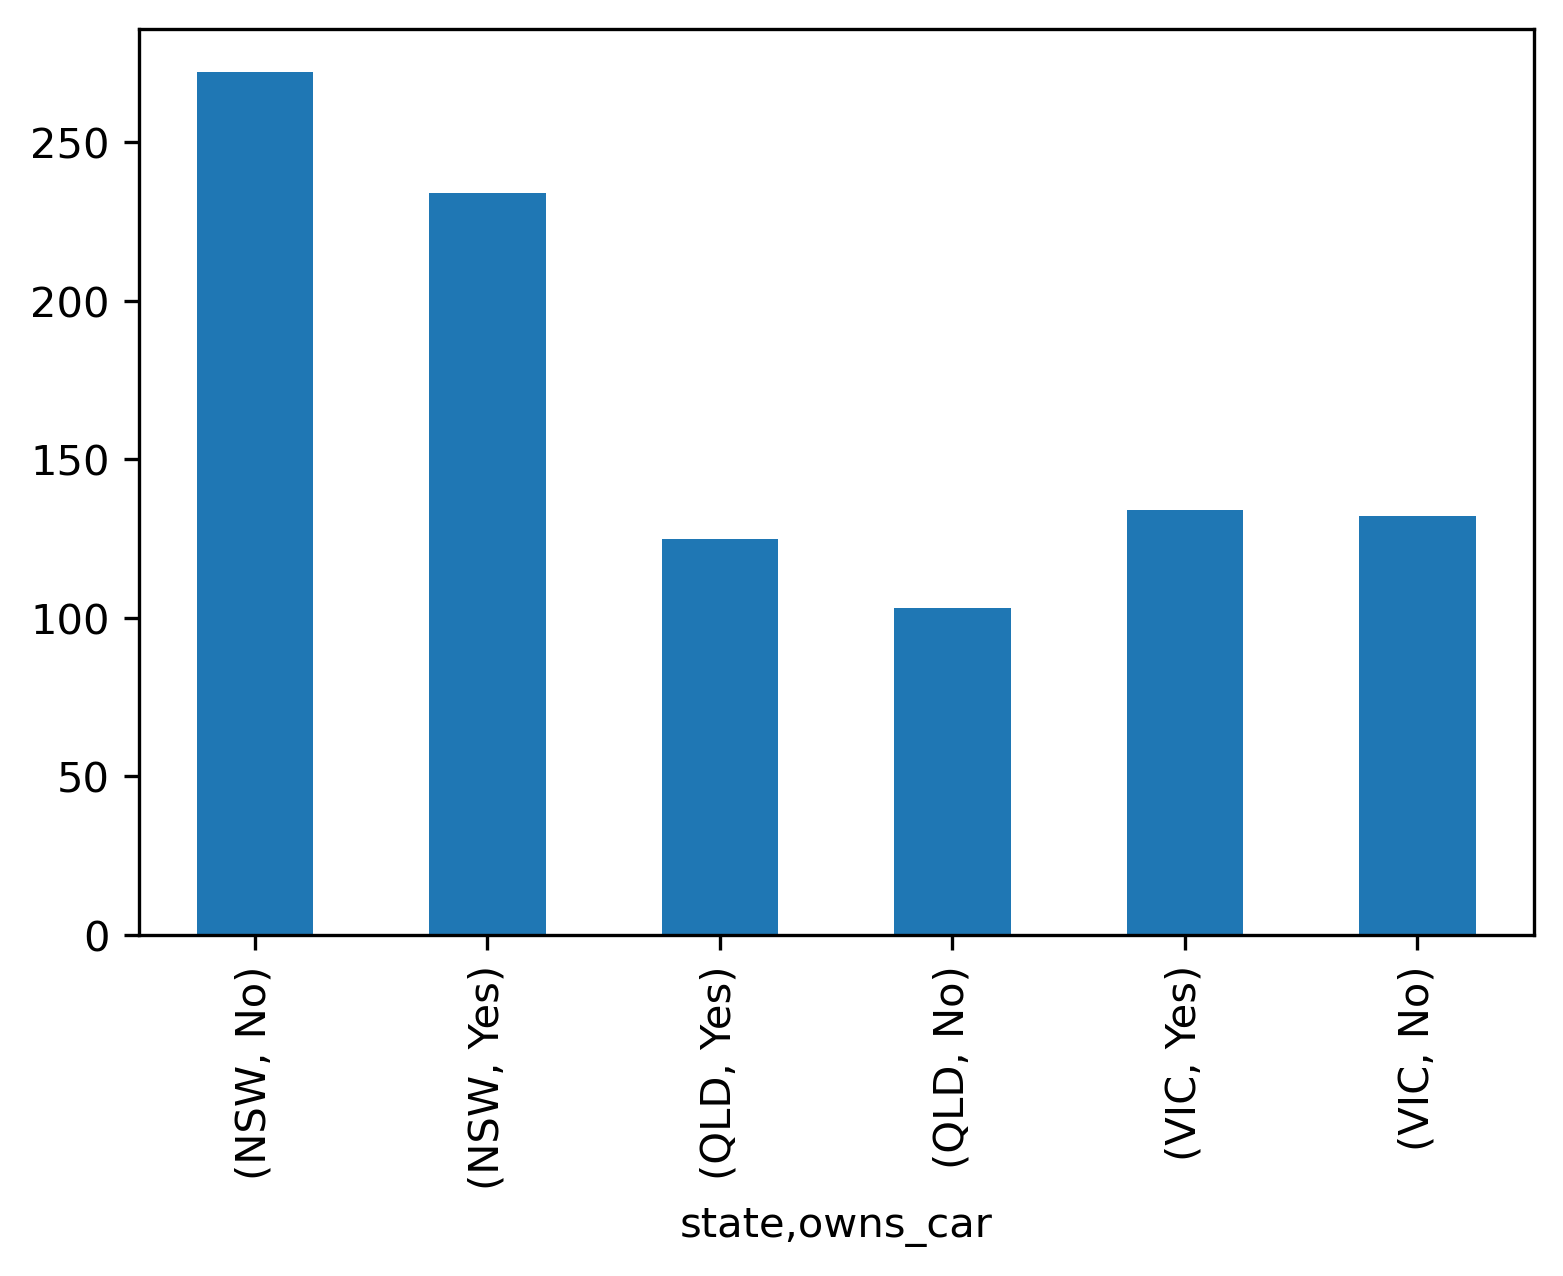 250
200
150
100
50
0
(NSW, No)
(NSW, Yes)
(QLD, Yes)
(QLD, No)
(VIC, Yes)
(VIC, No)
state,owns_car